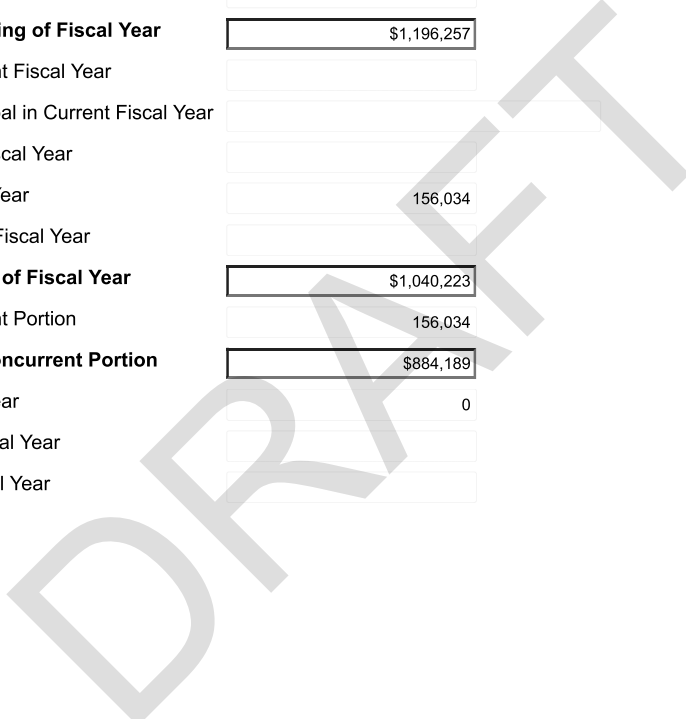 ing of Fiscal Year $1,196,257
t Fiscal Year
al in Current Fiscal Year
cal Year
ear 156,034
Fiscal Year
of Fiscal Year $1,040,223
t Portion 156,034
oncurrent Portion $884,189
ar 0
al Year
l Year
DRAFT